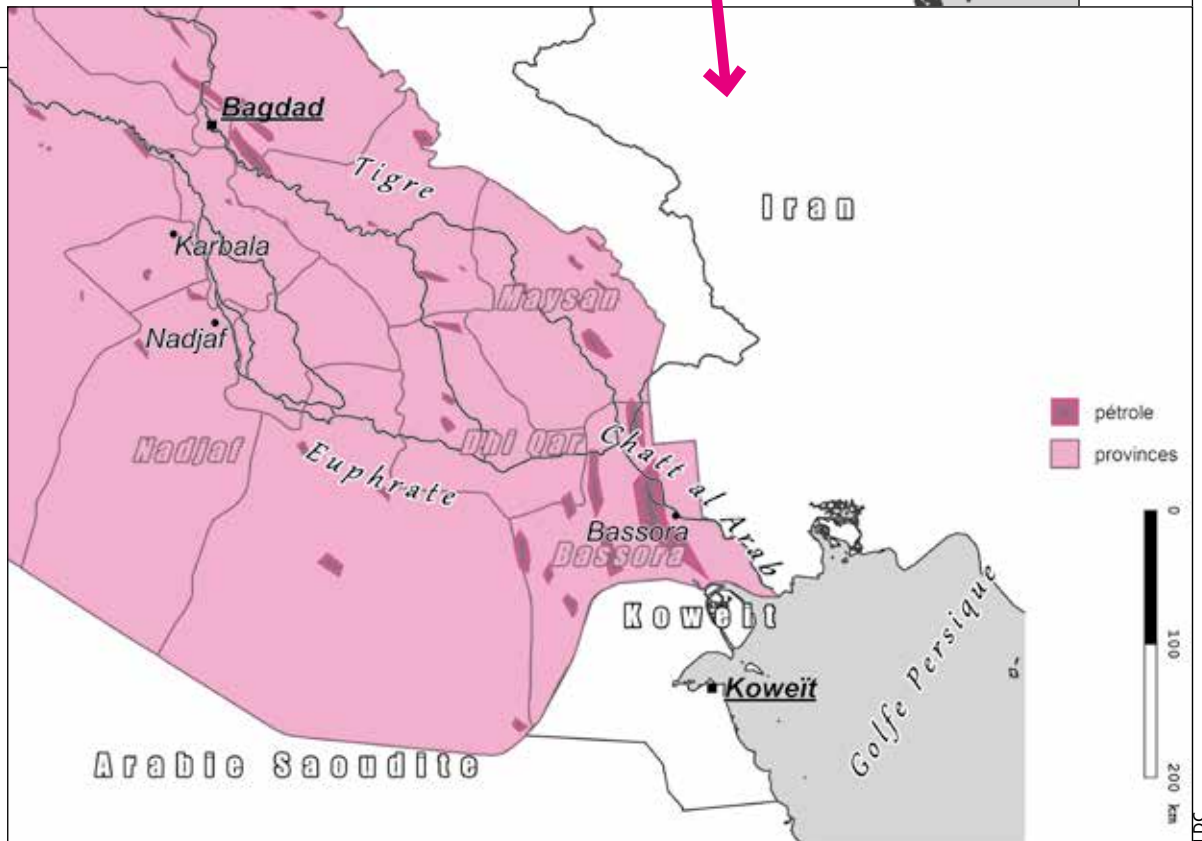 Bagdad
Tigre
Iran
Karbala
Maysan
Nadjaf
pétrole
provinces
Nadjaf
Dhi Qar
Chatt al Arab
Euphrate
Bassora
Bassora
Koweït
Koweït
Golfe Persique
Arabie Saoudite
0
100
200 km